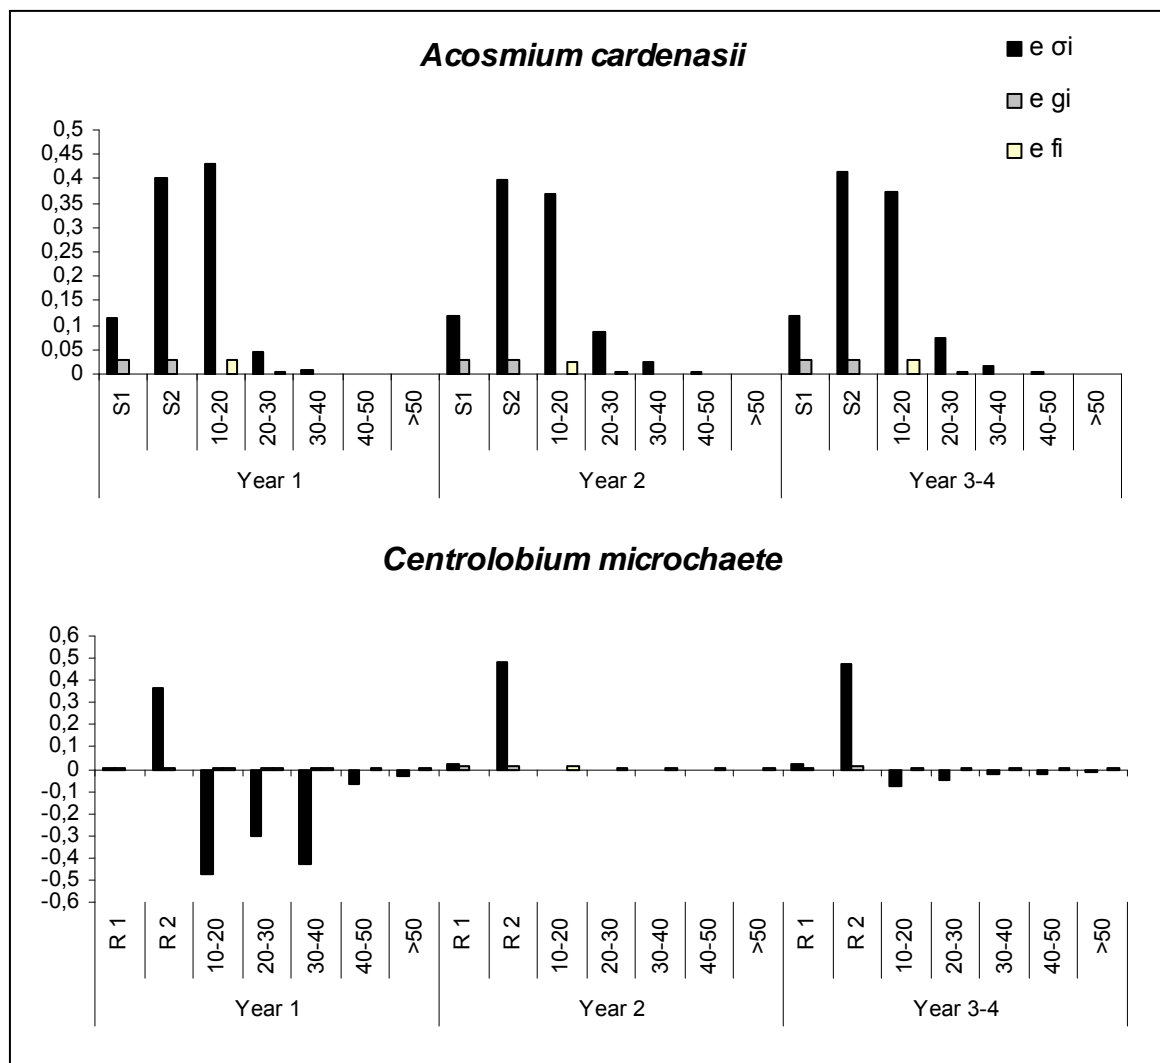 Acosmium cardenasii
e σi
e gi
e fi
0,5
0,45
0,4
0,35
0,3
0,25
0,2
0,15
0,1
0,05
0
S1 S2 10-20 20-30 30-40 40-50 >50 S1 S2 10-20 20-30 30-40 40-50 >50 S1 S2 10-20 20-30 30-40 40-50 >50
Year 1 Year 2 Year 3-4
Centrolobium microchaete
0,6
0,5
0,4
0,3
0,2
0,1
0
-0,1
-0,2
-0,3
-0,4
-0,5
-0,6
R 1 R 2 10-20 20-30 30-40 40-50 >50 R 1 R 2 10-20 20-30 30-40 40-50 >50 R 1 R 2 10-20 20-30 30-40 40-50 >50
Year 1 Year 2 Year 3-4